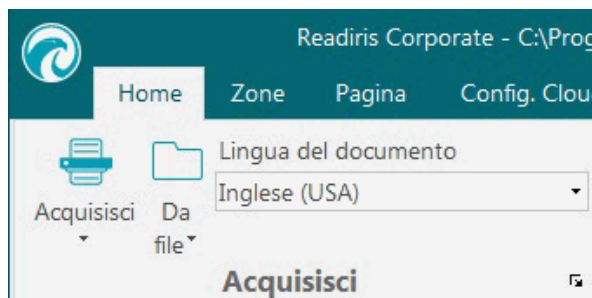 Readiris Corporate - C:\Prog
Home Zone Pagina Config. Clou
Lingua del documento
Inglese (USA)
Acquisisci Da file
Acquisisci